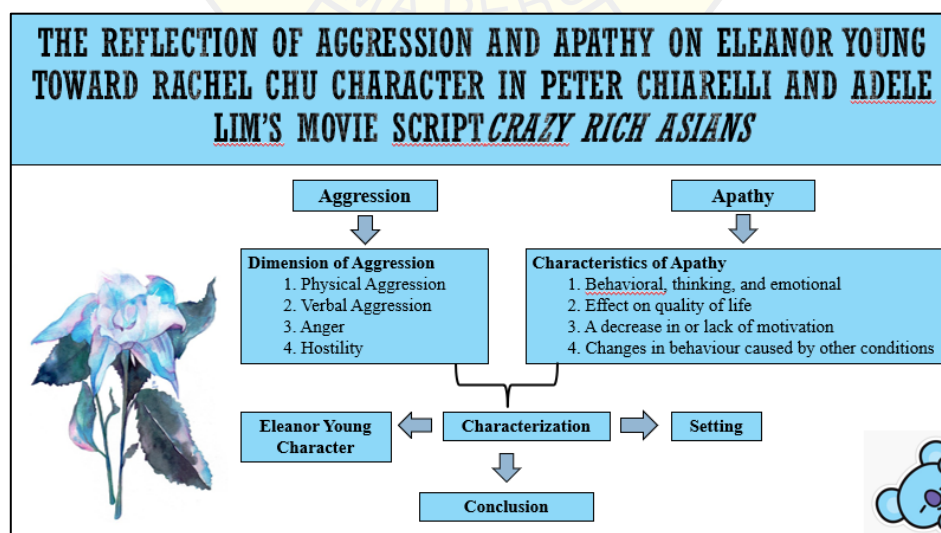 THE REFLECTION OF AGGRESSION AND APATHY ON ELEANOR YOUNG
TOWARD RACHEL CHU CHARACTER IN PETER CHIARELLI AND ADELE
LIM'S MOVIE SCRIPT CRAZY RICH ASIANS
Aggression
Apathy
Dimension of Aggression
1. Physical Aggression
2. Verbal Aggression
3. Anger
4. Hostility
Characteristics of Apathy
1. Behavioral, thinking, and emotional
2. Effect on quality of life
3. A decrease in or lack of motivation
4. Changes in behaviour caused by other conditions
Eleanor Young
Character
Characterization
Setting
Conclusion